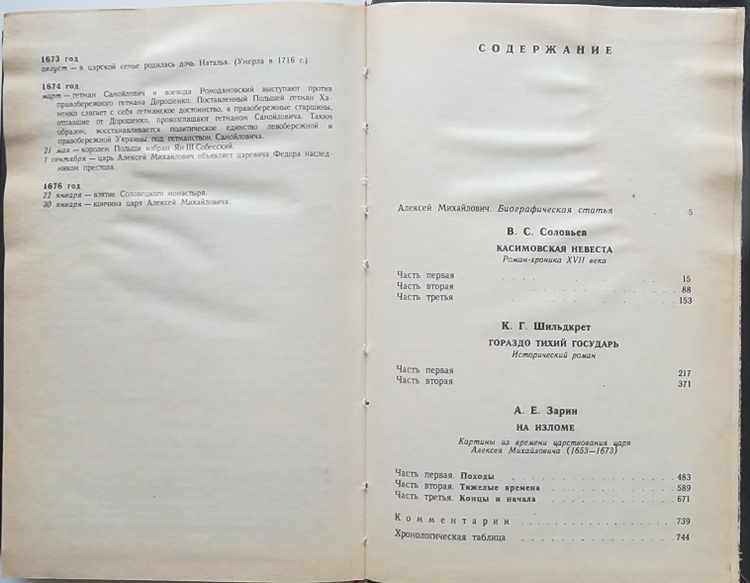 1673 год
август — в царской семье родилась дочь Наталья. (Умерла в 1716 г.)
1674 год
март — гетман Самойлович и воевода Ромодановский выступают против
правобережного гетмана Дорошенко. Поставленный Польшей гетман Ха-
ненко слагает с себя гетманское достоинство, а правобережные старшины,
отпавшие от Дорошенко, провозглашают гетманом Самойловича. Таким
образом, восстанавливается политическое единство левобережной и
правобережной Украины под гетманством Самойловича.
21 мая — королем Польши избран Ян III Собесский.
1 сентября — царь Алексей Михайлович объявляет царевича Федора наслед-
ником престола.
1676 год
22 января — взятие Соловецкого монастыря.
30 января — кончина царя Алексея Михайловича.
СОДЕРЖАНИЕ
Алексей Михайлович. Биографическая статья . . 5
В. С. Соловьев
КАСИМОВСКАЯ НЕВЕСТА
Роман-хроника XVII века
Часть первая 15
Часть вторая 88
Часть третья 153
К. Г. Шильдкрет
ГОРАЗДО ТИХИЙ ГОСУДАРЬ
Исторический роман
Часть первая 217
Часть вторая 371
А. Е. Зарин
НА ИЗЛОМЕ
Картины из времени царствования царя
Алексея Михайловича (1653—1673)
Часть первая. Походы 483
Часть вторая. Тяжелые времена 589
Часть третья. Концы и начала 671
Комментарии 739
Хронологическая таблица 744